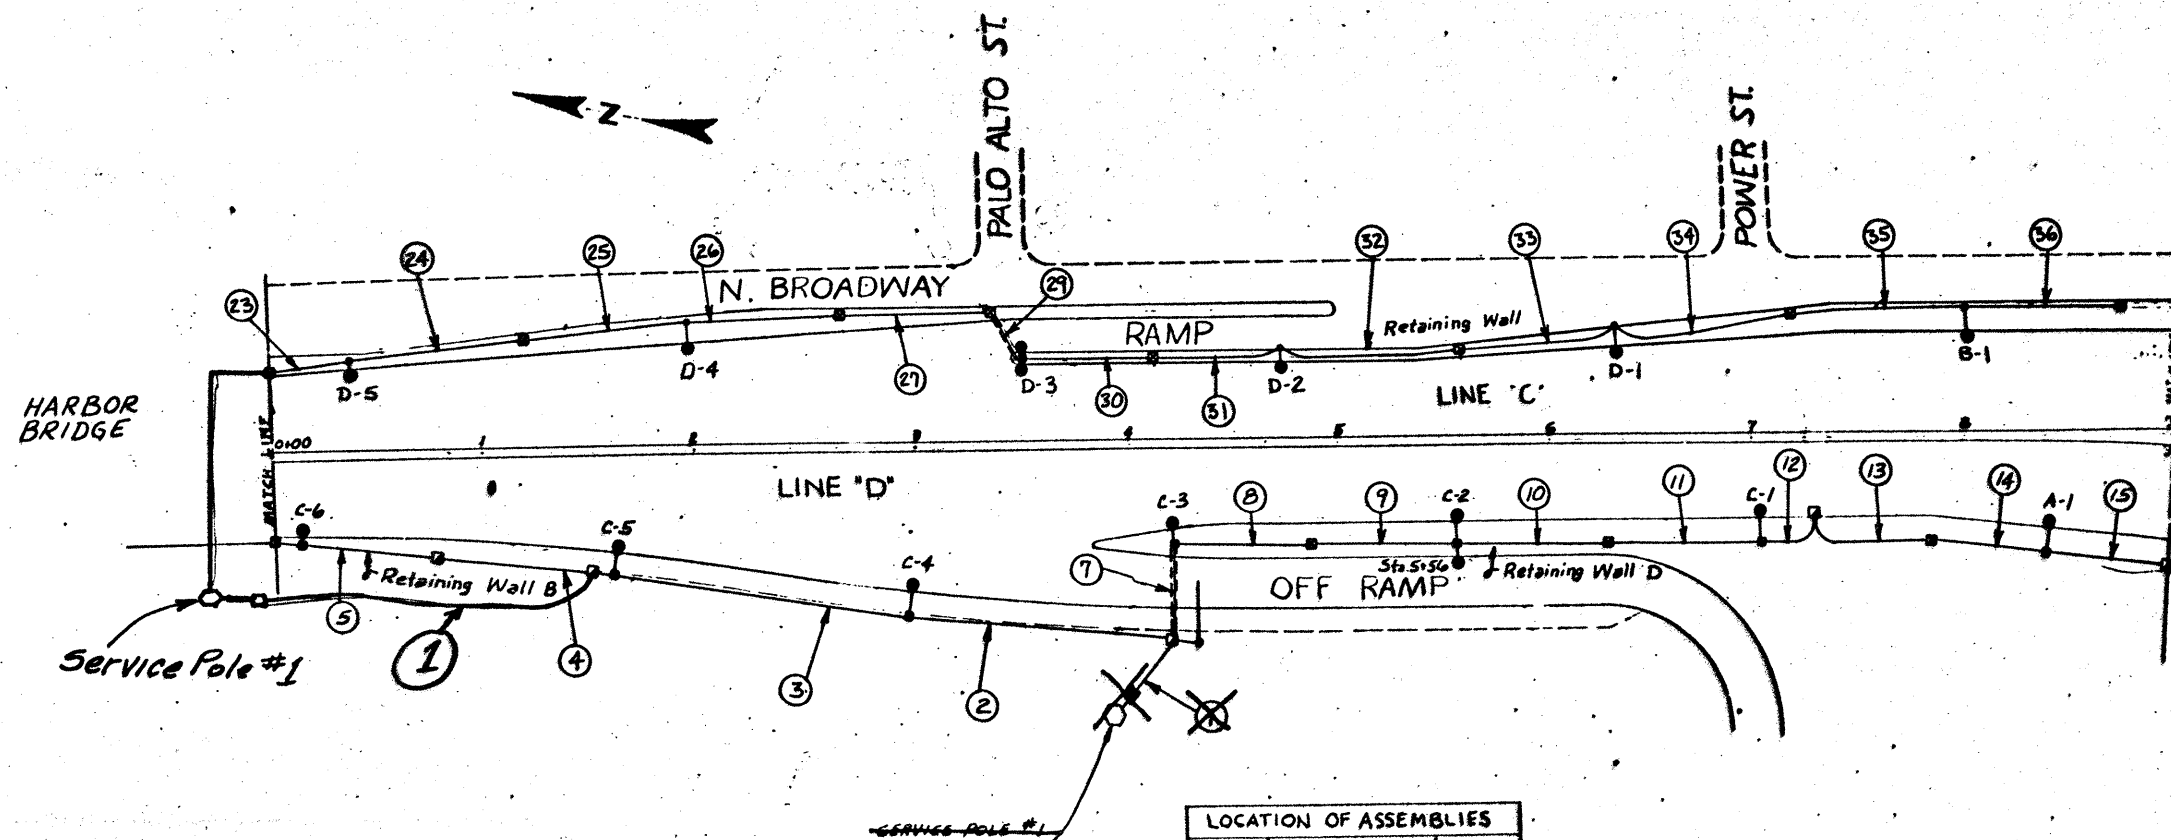 PALO ALTO ST.
POWER ST.
Z
23
24
25
26
29
32
33
34
35
36
N. BROADWAY
RAMP
Retaining Wall
HARBOR
BRIDGE
D-5
D-4
27
D-3
30
31
D-2
D-1
B-1
LINE "C"
MATCH LINE
0+00
1
2
3
4
5
6
7
8
LINE "D"
C-6
C-5
C-4
C-3
8
9
C-2
10
11
C-1
12
13
14
A-1
15
Retaining Wall B
7
Sta. 5+56
Retaining Wall D
OFF RAMP
5
1
4
3
2
1
Service Pole #1
SERVICE POLE #1
LOCATION OF ASSEMBLIES